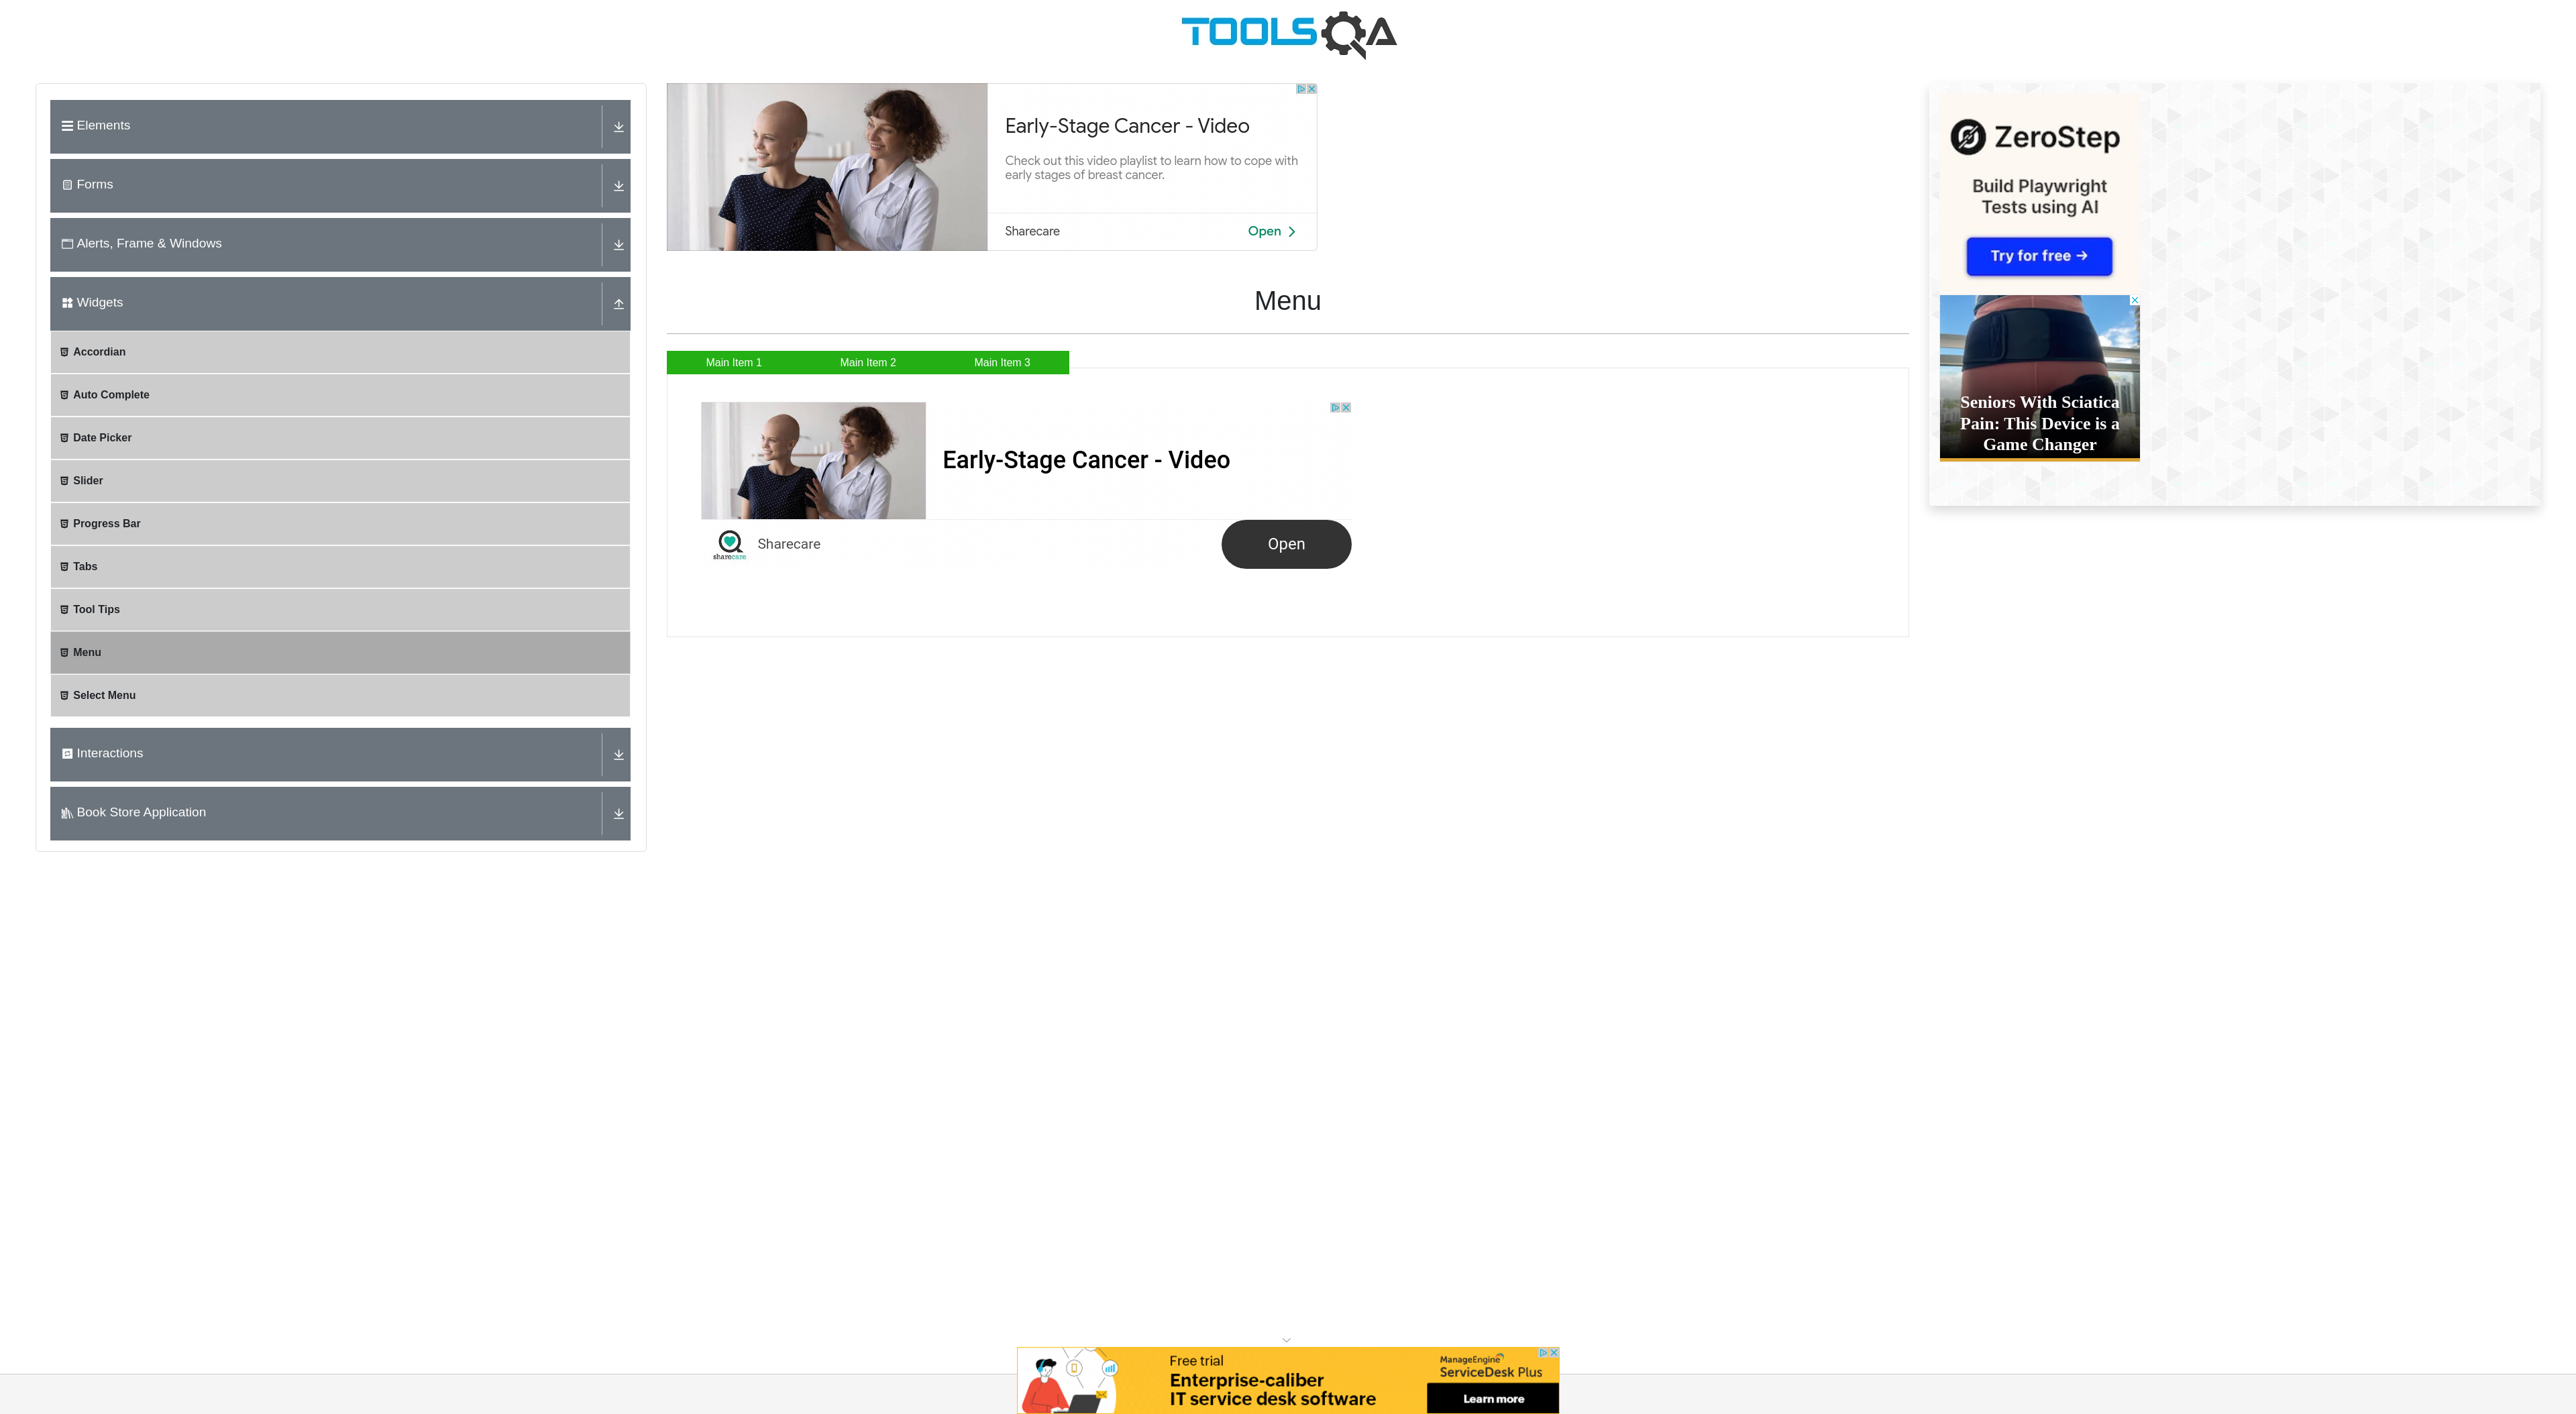 TOOLSQA
Elements
Forms
Alerts, Frame & Windows
Widgets
Accordian
Auto Complete
Date Picker
Slider
Progress Bar
Tabs
Tool Tips
Menu
Select Menu
Interactions
Book Store Application
Early-Stage Cancer - Video
Check out this video playlist to learn how to cope with
early stages of breast cancer.
Sharecare
Open
Menu
Main Item 1
Main Item 2
Main Item 3
Early-Stage Cancer - Video
sharecare
Sharecare
Open
ZeroStep
Build Playwright
Tests using AI
Try for free →
Seniors With Sciatica
Pain: This Device is a
Game Changer
Free trial
Enterprise-caliber
IT service desk software
ManageEngine
ServiceDesk Plus
Learn more